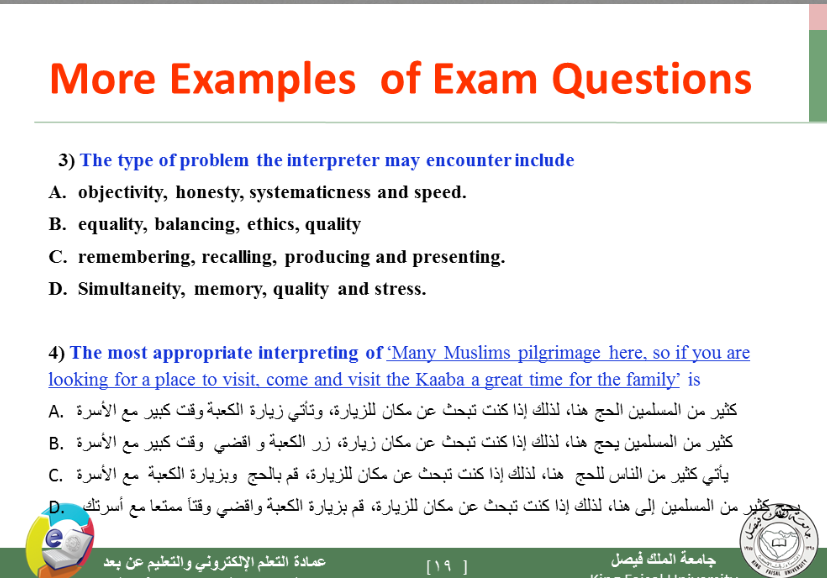 More Examples of Exam Questions
3) The type of problem the interpreter may encounter include
A. objectivity, honesty, systematicness and speed.
B. equality, balancing, ethics, quality
C. remembering, recalling, producing and presenting.
D. Simultaneity, memory, quality and stress.
4) The most appropriate interpreting of ‘Many Muslims pilgrimage here, so if you are
looking for a place to visit, come and visit the Kaaba a great time for the family’ is
A. كثير من المسلمين الحج هنا، لذلك إذا كنت تبحث عن مكان للزيارة، وتأتي زيارة الكعبة وقت كبير مع الأسرة
B. كثير من المسلمين يحج هنا، لذلك إذا كنت تبحث عن مكان زيارة، زر الكعبة و اقضي وقت كبير مع الأسرة
C. يأتي كثير من الناس للحج هنا، لذلك إذا كنت تبحث عن مكان للزيارة، قم بالحج وبزيارة الكعبة مع الأسرة
D. يحج كثير من المسلمين إلى هنا، لذلك إذا كنت تبحث عن مكان للزيارة، قم بزيارة الكعبة واقضي وقتاً ممتعا مع أسرتك
جامعة الملك فيصل
[١٩ ]
عمادة التعلم الإلكتروني والتعليم عن بعد
King Faisal University